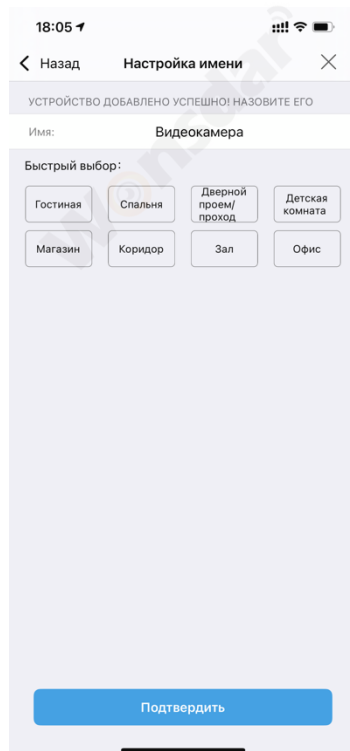 18:05
Назад
Настройка имени
УСТРОЙСТВО ДОБАВЛЕНО УСПЕШНО! НАЗОВИТЕ ЕГО
Имя: Видеокамера
Быстрый выбор:
Гостиная
Спальня
Дверной
проем/
проход
Детская
комната
Магазин
Коридор
Зал
Офис
Подтвердить
Wonsdar